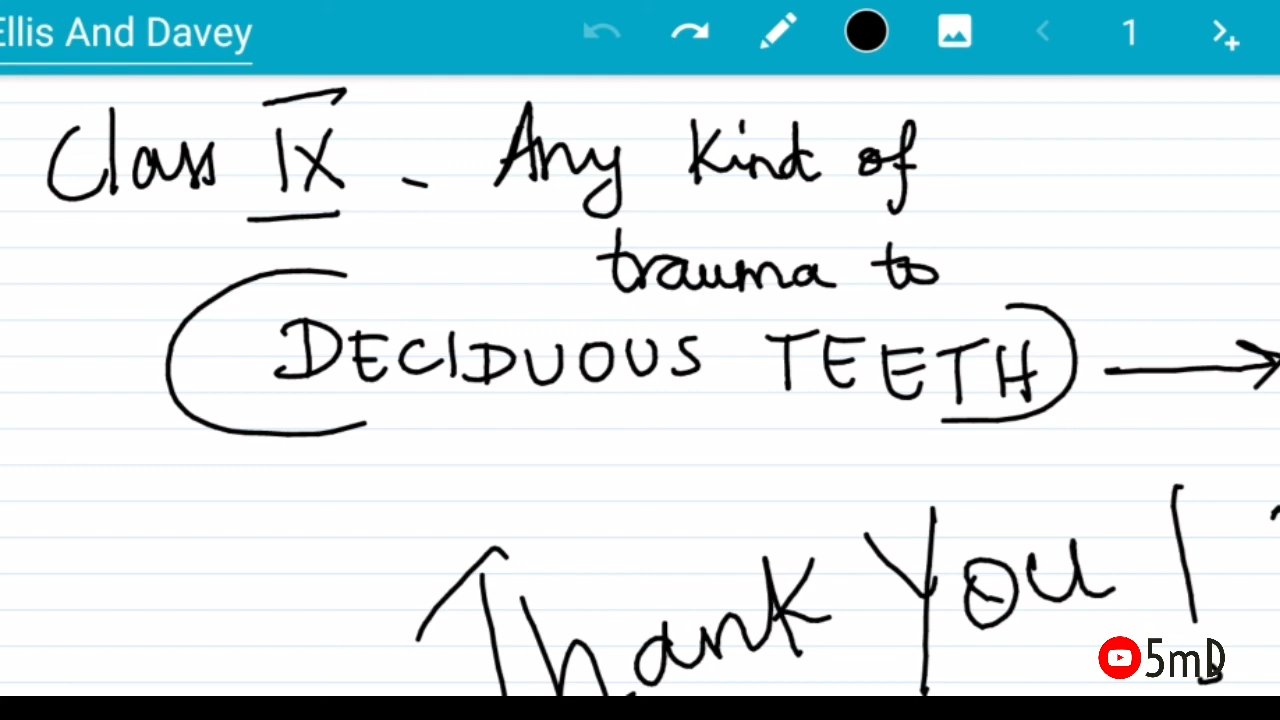 Ellis And Davey
1
Class IX - Any Kind of
trauma to
DECIDUOUS TEETH →
Thank You !
5mD